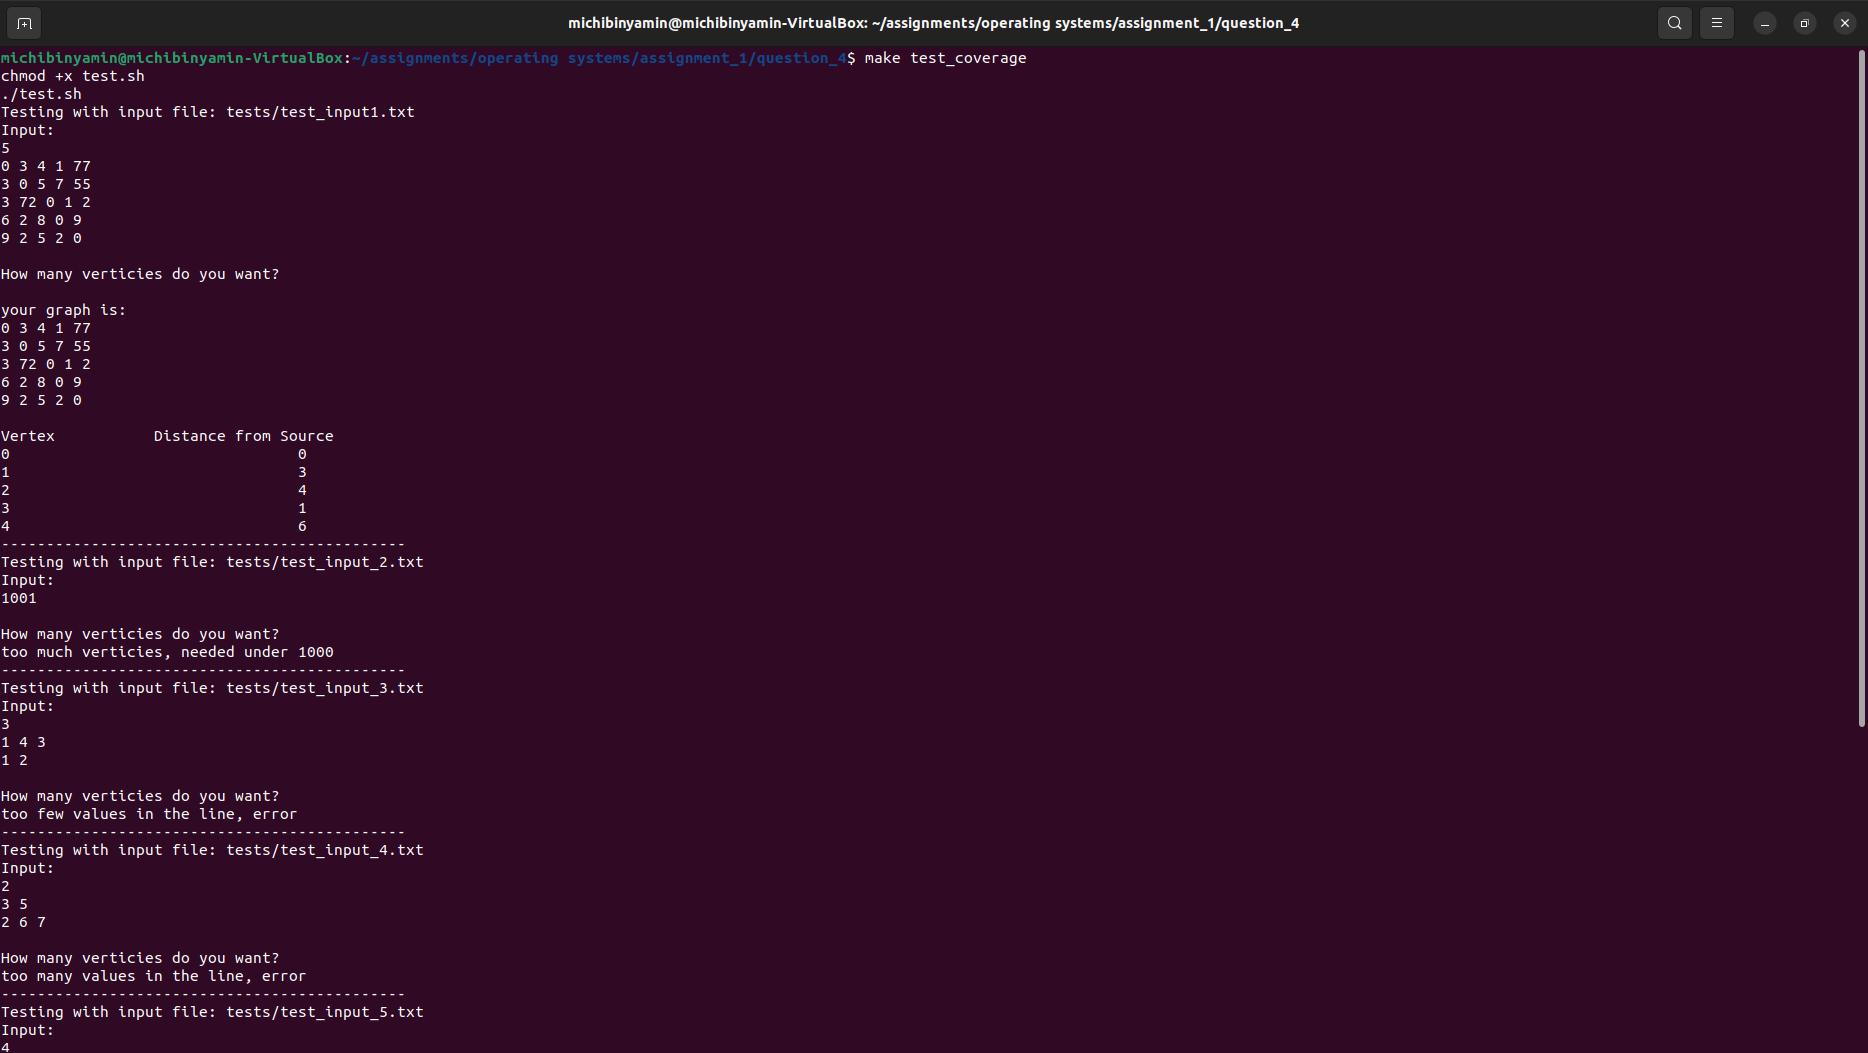 michibinyamin@michibinyamin-VirtualBox: ~/assignments/operating systems/assignment_1/question_4
michibinyamin@michibinyamin-VirtualBox:~/assignments/operating systems/assignment_1/question_4$ make test_coverage
chmod +x test.sh
./test.sh
Testing with input file: tests/test_input1.txt
Input:
5
0 3 4 1 77
3 0 5 7 55
3 72 0 1 2
6 2 8 0 9
9 2 5 2 0
How many verticies do you want?
your graph is:
0 3 4 1 77
3 0 5 7 55
3 72 0 1 2
6 2 8 0 9
9 2 5 2 0
Vertex Distance from Source
0 0
1 3
2 4
3 1
4 6
---------------------------------------------
Testing with input file: tests/test_input_2.txt
Input:
1001
How many verticies do you want?
too much verticies, needed under 1000
---------------------------------------------
Testing with input file: tests/test_input_3.txt
Input:
3
1 4 3
1 2
How many verticies do you want?
too few values in the line, error
---------------------------------------------
Testing with input file: tests/test_input_4.txt
Input:
2
3 5
2 6 7
How many verticies do you want?
too many values in the line, error
---------------------------------------------
Testing with input file: tests/test_input_5.txt
Input:
4